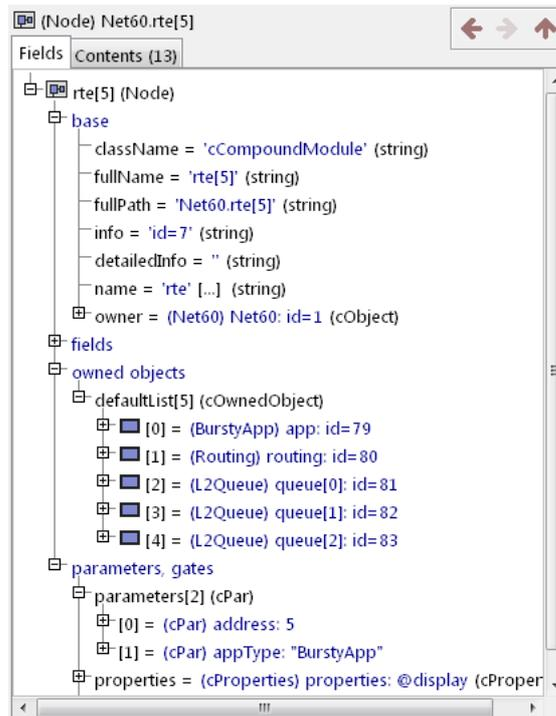 (Node) Net60.rte[5]
Fields
Contents (13)
rte[5] (Node)
base
className = 'cCompoundModule' (string)
fullName = 'rte[5]' (string)
fullPath = 'Net60.rte[5]' (string)
info = 'id=7' (string)
detailedInfo = '' (string)
name = 'rte' [...] (string)
owner = (Net60) Net60: id=1 (cObject)
fields
owned objects
defaultList[5] (cOwnedObject)
[0] = (BurstyApp) app: id=79
[1] = (Routing) routing: id=80
[2] = (L2Queue) queue[0]: id=81
[3] = (L2Queue) queue[1]: id=82
[4] = (L2Queue) queue[2]: id=83
parameters, gates
parameters[2] (cPar)
[0] = (cPar) address: 5
[1] = (cPar) appType: "BurstyApp"
properties = (cProperties) properties: @display (cProper